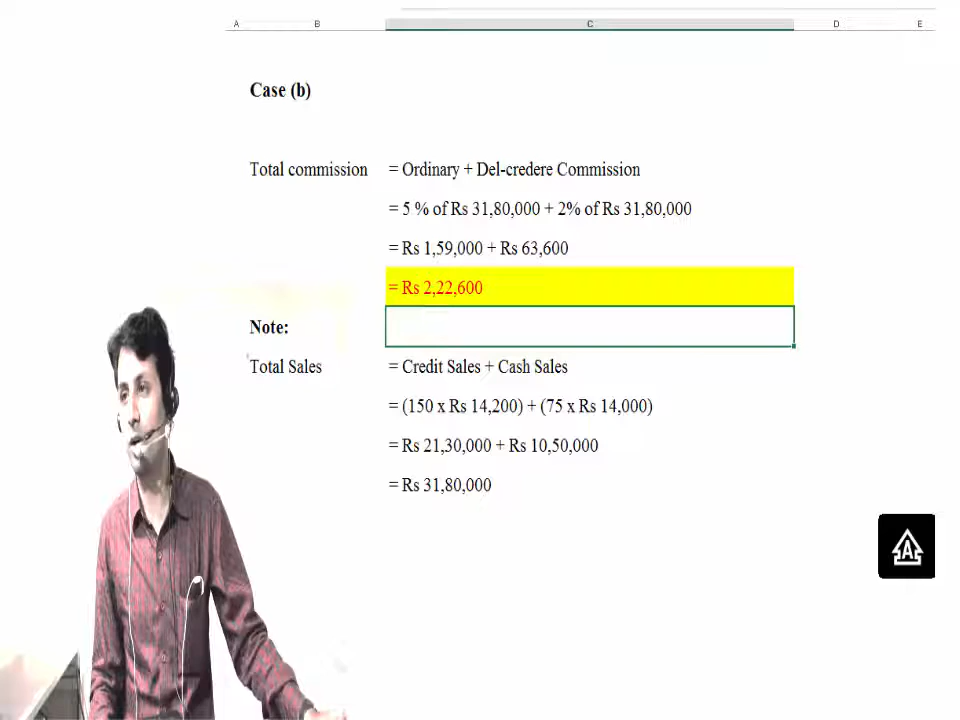 A B C D E
Case (b)
Total commission = Ordinary + Del-credere Commission
= 5 % of Rs 31,80,000 + 2% of Rs 31,80,000
= Rs 1,59,000 + Rs 63,600
= Rs 2,22,600
Note:
Total Sales = Credit Sales + Cash Sales
= (150 x Rs 14,200) + (75 x Rs 14,000)
= Rs 21,30,000 + Rs 10,50,000
= Rs 31,80,000
A